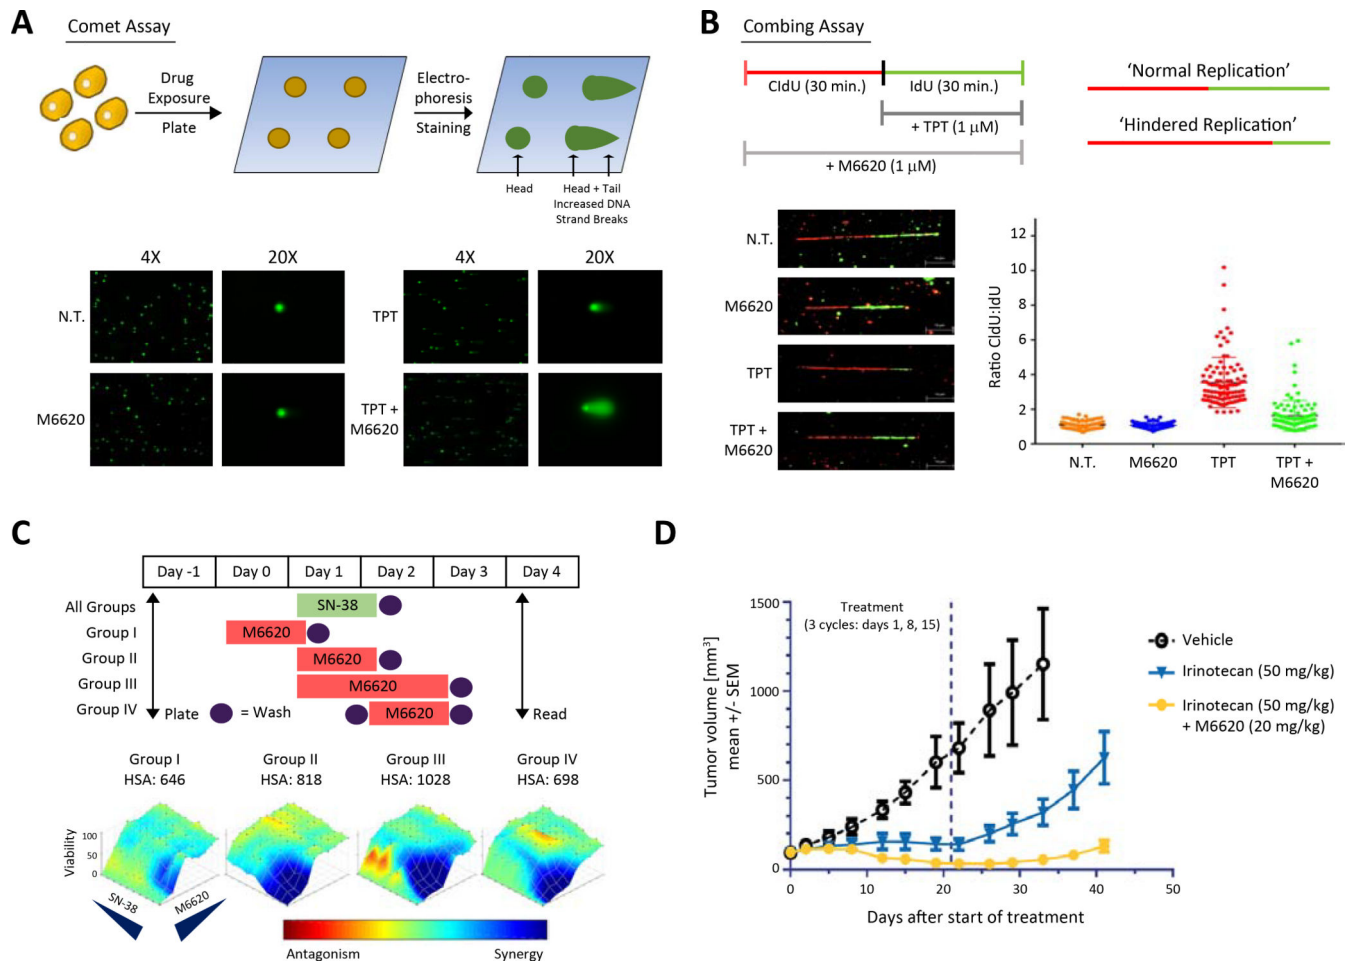 A
Comet Assay
Drug
Exposure
Plate
Electro-
phoresis
Staining
Head
Head + Tail
Increased DNA
Strand Breaks
4X
20X
4X
20X
N.T.
TPT
M6620
TPT +
M6620
B
Combing Assay
CldU (30 min.)
IdU (30 min.)
+ TPT (1 μM)
+ M6620 (1 μM)
'Normal Replication'
'Hindered Replication'
N.T.
M6620
TPT
TPT +
M6620
Ratio CldU:IdU
12
10
8
6
4
2
0
N.T.
M6620
TPT
TPT +
M6620
C
Day -1
Day 0
Day 1
Day 2
Day 3
Day 4
All Groups
SN-38
Group I
M6620
Group II
M6620
Group III
M6620
Group IV
M6620
Plate
= Wash
Read
Group I
HSA: 646
Group II
HSA: 818
Group III
HSA: 1028
Group IV
HSA: 698
Viability
100
50
0
SN-38
M6620
Antagonism
Synergy
D
Tumor volume [mm³]
mean +/- SEM
1500
1000
500
0
Treatment
(3 cycles: days 1, 8, 15)
0
10
20
30
40
50
Days after start of treatment
Vehicle
Irinotecan (50 mg/kg)
Irinotecan (50 mg/kg)
+ M6620 (20 mg/kg)